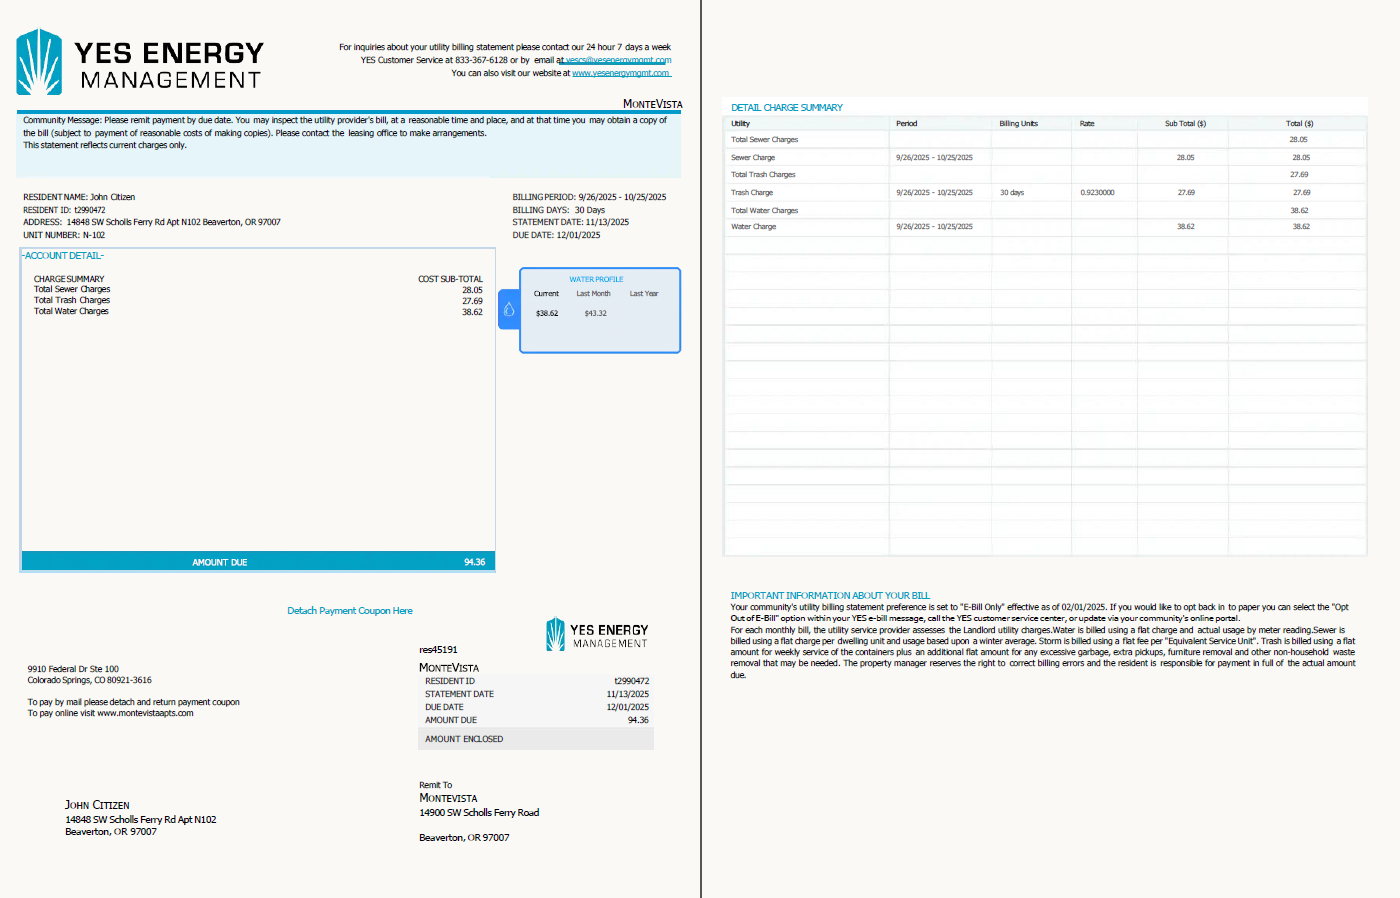 YES ENERGY
MANAGEMENT
For inquiries about your utility billing statement please contact our 24 hour 7 days a week
YES Customer Service at 833-367-6128 or by email at yescs@yesenergymgmt.com
You can also visit our website at www.yesenergymgmt.com
MONTEVISTA
Community Message: Please remit payment by due date. You may inspect the utility provider's bill, at a reasonable time and place, and at that time you may obtain a copy of
the bill (subject to payment of reasonable costs of making copies). Please contact the leasing office to make arrangements.
This statement reflects current charges only.
RESIDENT NAME: John Citizen
RESIDENT ID: t2990472
ADDRESS: 14848 SW Scholls Ferry Rd Apt N102 Beaverton, OR 97007
UNIT NUMBER: N-102
BILLING PERIOD: 9/26/2025 - 10/25/2025
BILLING DAYS: 30 Days
STATEMENT DATE: 11/13/2025
DUE DATE: 12/01/2025
-ACCOUNT DETAIL-
CHARGE SUMMARY COST SUB-TOTAL
Total Sewer Charges 28.05
Total Trash Charges 27.69
Total Water Charges 38.62
WATER PROFILE
Current Last Month Last Year
$38.62 $43.32
AMOUNT DUE 94.36
Detach Payment Coupon Here
YES ENERGY
MANAGEMENT
res45191
9910 Federal Dr Ste 100
Colorado Springs, CO 80921-3616
To pay by mail please detach and return payment coupon
To pay online visit www.montevistaapts.com
MONTEVISTA
RESIDENT ID t2990472
STATEMENT DATE 11/13/2025
DUE DATE 12/01/2025
AMOUNT DUE 94.36
AMOUNT ENCLOSED
JOHN CITIZEN
14848 SW Scholls Ferry Rd Apt N102
Beaverton, OR 97007
Remit To
MONTEVISTA
14900 SW Scholls Ferry Road
Beaverton, OR 97007
DETAIL CHARGE SUMMARY
Utility Period Billing Units Rate Sub Total ($) Total ($)
Total Sewer Charges 28.05
Sewer Charge 9/26/2025 - 10/25/2025 28.05 28.05
Total Trash Charges 27.69
Trash Charge 9/26/2025 - 10/25/2025 30 days 0.9230000 27.69 27.69
Total Water Charges 38.62
Water Charge 9/26/2025 - 10/25/2025 38.62 38.62
IMPORTANT INFORMATION ABOUT YOUR BILL
Your community's utility billing statement preference is set to "E-Bill Only" effective as of 02/01/2025. If you would like to opt back in to paper you can select the "Opt
Out of E-Bill" option within your YES e-bill message, call the YES customer service center, or update via your community's online portal.
For each monthly bill, the utility service provider assesses the Landlord utility charges.Water is billed using a flat charge and actual usage by meter reading.Sewer is
billed using a flat charge per dwelling unit and usage based upon a winter average. Storm is billed using a flat fee per "Equivalent Service Unit". Trash is billed using a flat
amount for weekly service of the containers plus an additional flat amount for any excessive garbage, extra pickups, furniture removal and other non-household waste
removal that may be needed. The property manager reserves the right to correct billing errors and the resident is responsible for payment in full of the actual amount
due.